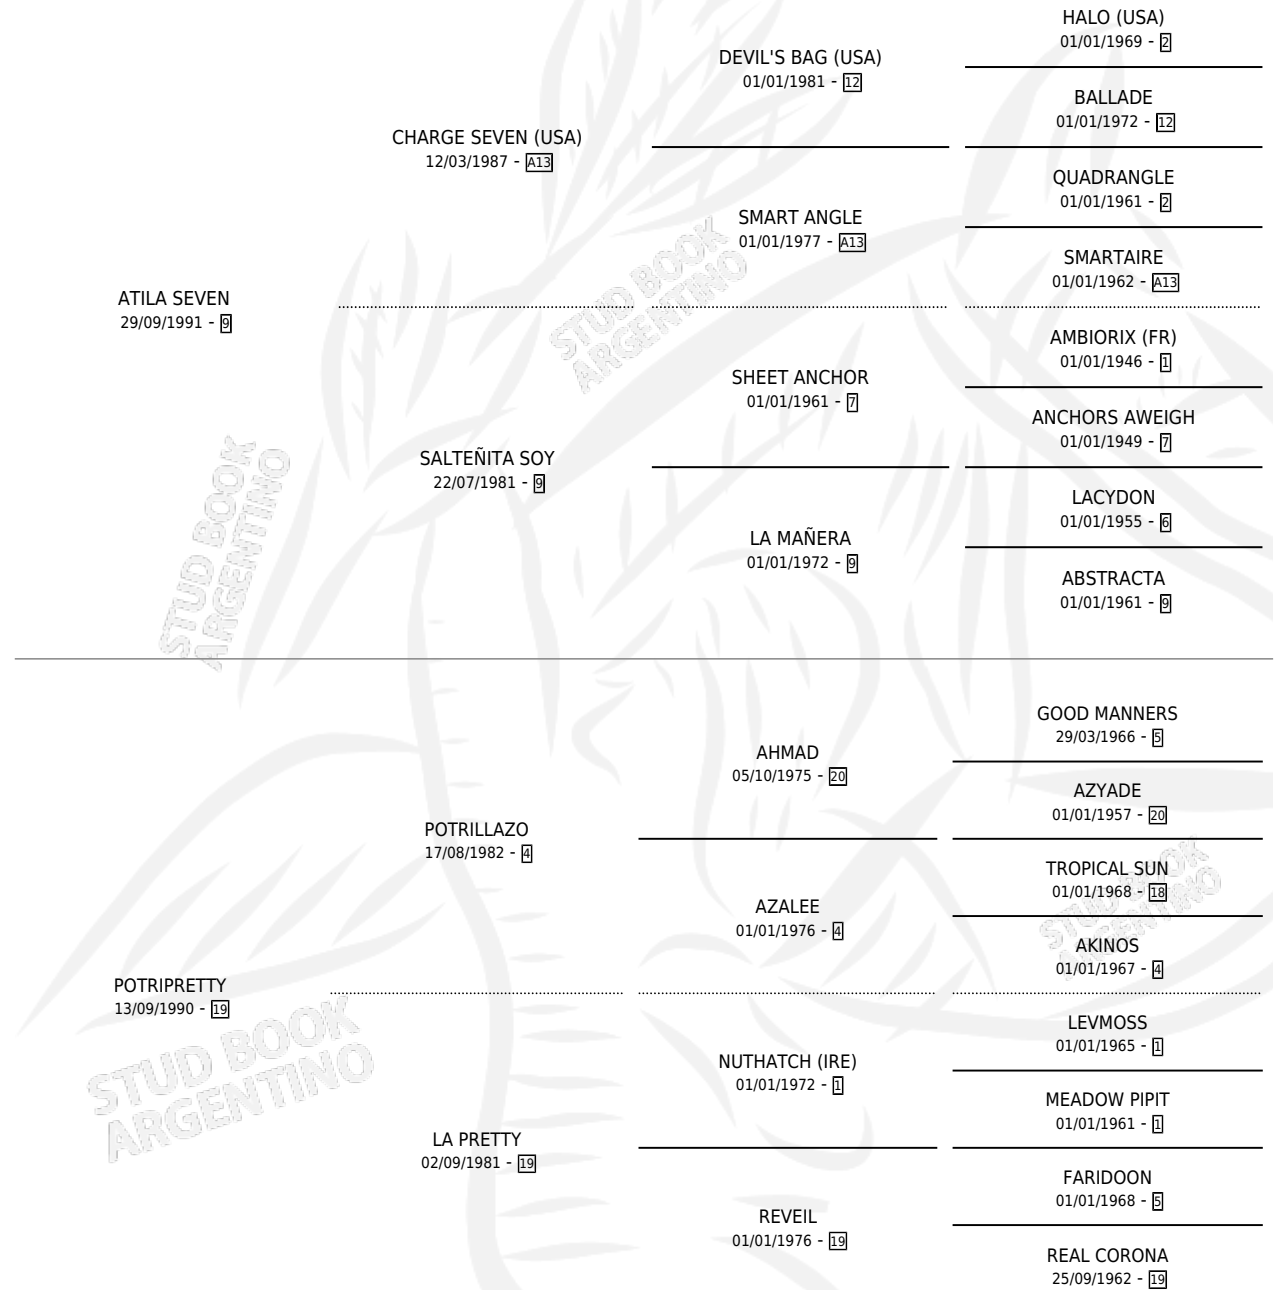 HALO (USA)
01/01/1969 - 2
DEVIL'S BAG (USA)
01/01/1981 - 12
BALLADE
01/01/1972 - 12
CHARGE SEVEN (USA)
12/03/1987 - A13
QUADRANGLE
01/01/1961 - 2
SMART ANGLE
01/01/1977 - A13
SMARTAIRE
01/01/1962 - A13
ATILA SEVEN
29/09/1991 - 9
STUD BOOK
ARGENTINO
AMBIORIX (FR)
01/01/1946 - 1
SHEET ANCHOR
01/01/1961 - 7
ANCHORS AWEIGH
01/01/1949 - 7
SALTEÑITA SOY
22/07/1981 - 9
LACYDON
01/01/1955 - 6
LA MAÑERA
01/01/1972 - 9
ABSTRACTA
01/01/1961 - 9
STUD BOOK
ARGENTINO
GOOD MANNERS
29/03/1966 - 5
AHMAD
05/10/1975 - 20
AZYADE
01/01/1957 - 20
POTRILLAZO
17/08/1982 - 4
TROPICAL SUN
01/01/1968 - 18
STUD BOOK
ARGENTINO
AZALEE
01/01/1976 - 4
AKINOS
01/01/1967 - 4
POTRIPRETTY
13/09/1990 - 19
STUD BOOK
ARGENTINO
LEVMOSS
01/01/1965 - 1
NUTHATCH (IRE)
01/01/1972 - 1
MEADOW PIPIT
01/01/1961 - 1
LA PRETTY
02/09/1981 - 19
FARIDOON
01/01/1968 - 5
REVEIL
01/01/1976 - 19
REAL CORONA
25/09/1962 - 19